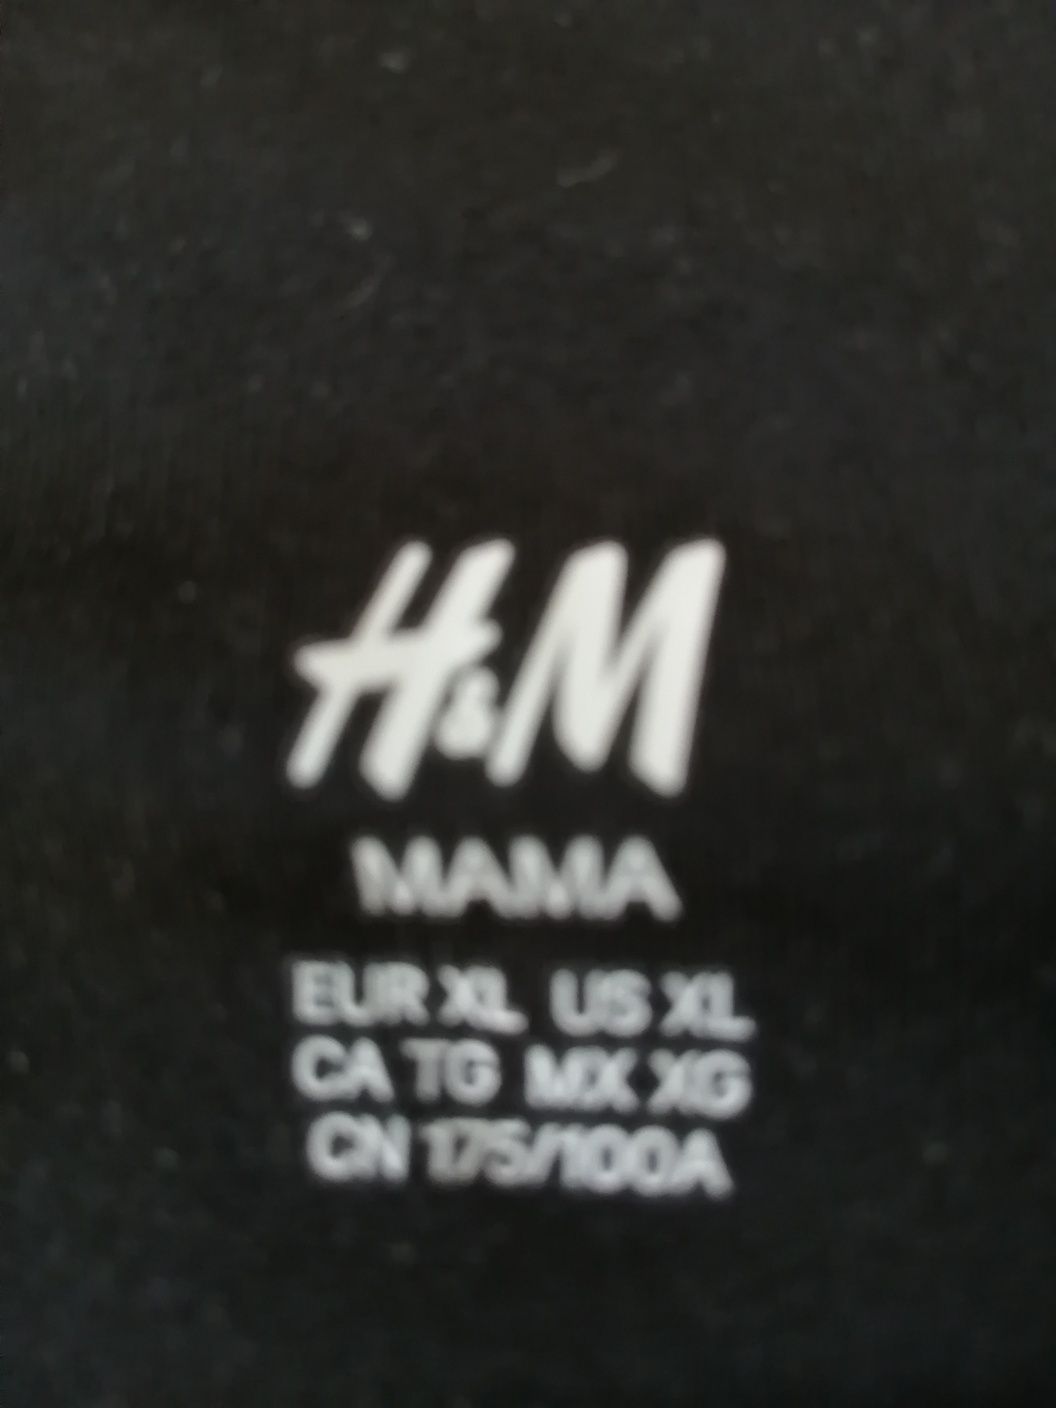 H&M
MAMA
EUR XL US XL
CA TG MX XG
CN 175/100A